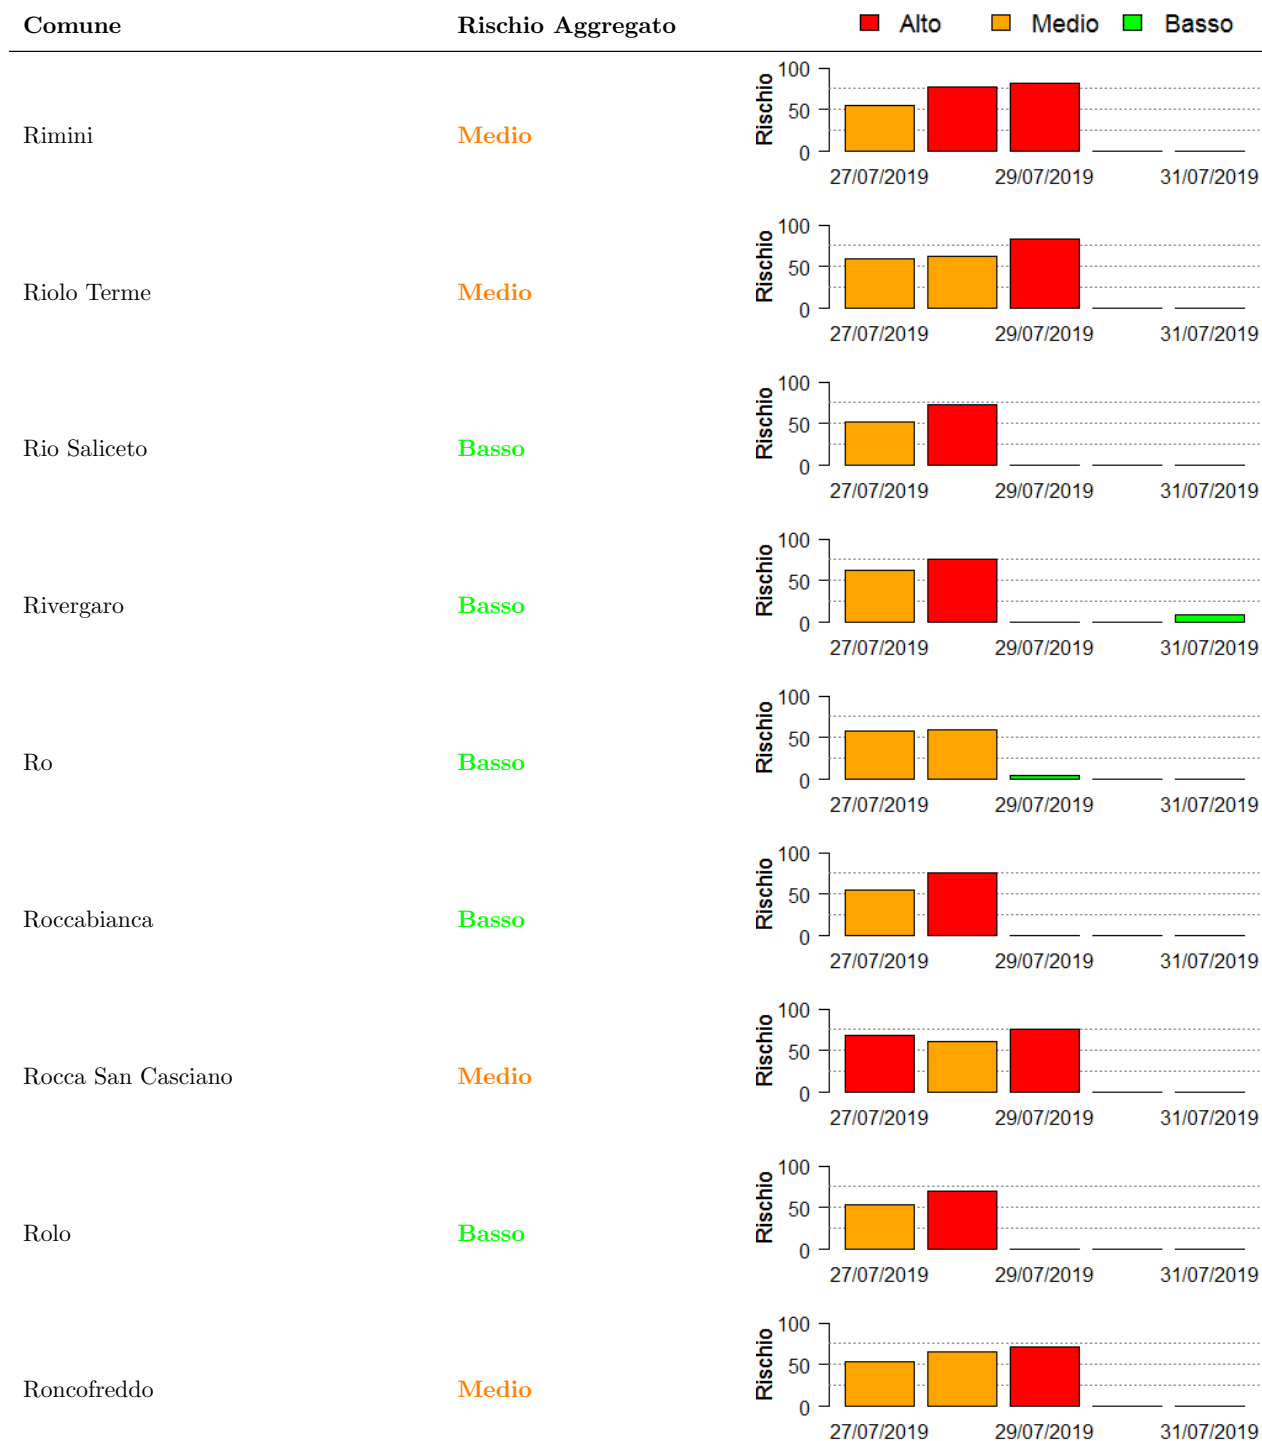 Comune Rischio Aggregato Alto Medio Basso
Rimini Medio Rischio 100 50 0 27/07/2019 29/07/2019 31/07/2019
Riolo Terme Medio Rischio 100 50 0 27/07/2019 29/07/2019 31/07/2019
Rio Saliceto Basso Rischio 100 50 0 27/07/2019 29/07/2019 31/07/2019
Rivergaro Basso Rischio 100 50 0 27/07/2019 29/07/2019 31/07/2019
Ro Basso Rischio 100 50 0 27/07/2019 29/07/2019 31/07/2019
Roccabianca Basso Rischio 100 50 0 27/07/2019 29/07/2019 31/07/2019
Rocca San Casciano Medio Rischio 100 50 0 27/07/2019 29/07/2019 31/07/2019
Rolo Basso Rischio 100 50 0 27/07/2019 29/07/2019 31/07/2019
Roncofreddo Medio Rischio 100 50 0 27/07/2019 29/07/2019 31/07/2019